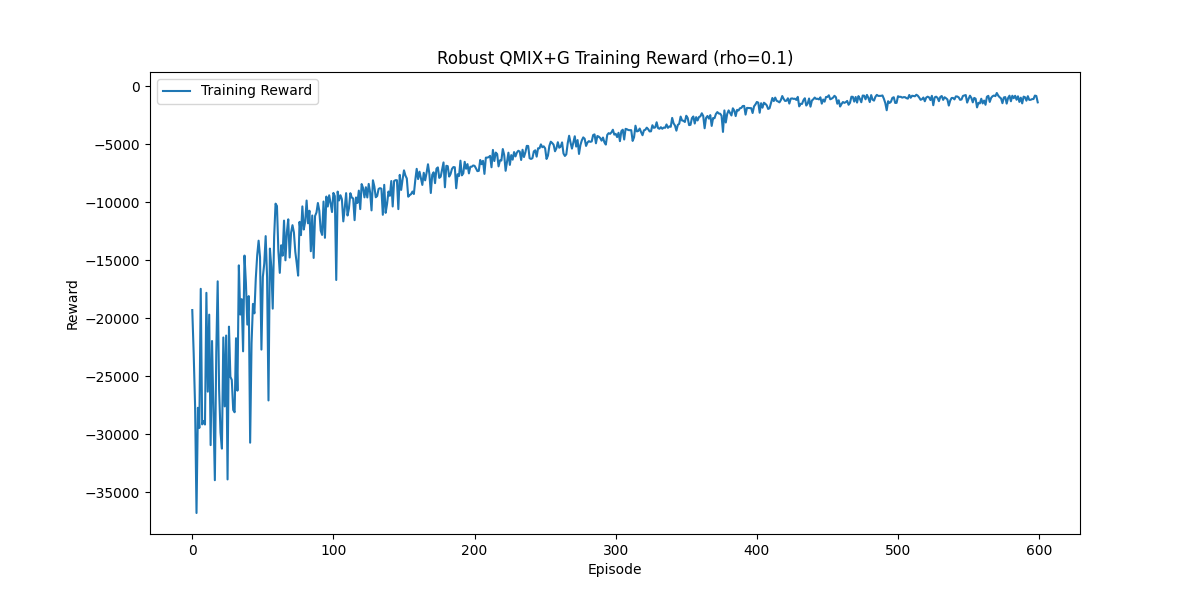 Robust QMIX+G Training Reward (rho=0.1)
Training Reward
0
−5000
−10000
−15000
−20000
−25000
−30000
−35000
Reward
0 100 200 300 400 500 600
Episode